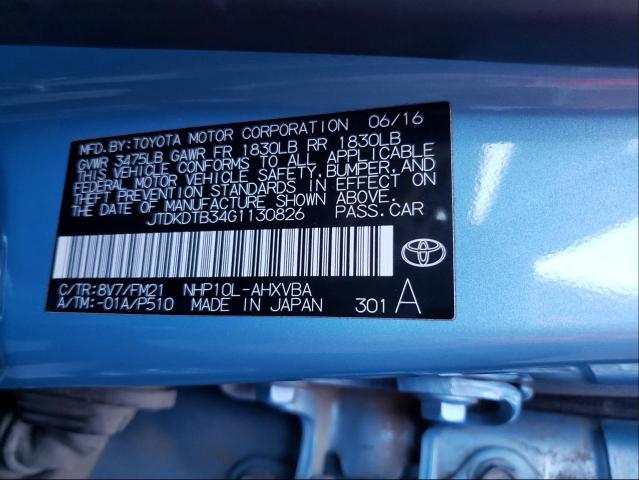 MFD.BY:TOYOTA MOTOR CORPORATION 06/16
GVWR 3475LB GAWR FR 1830LB RR 1830LB
THIS VEHICLE CONFORMS TO ALL APPLICABLE
FEDERAL MOTOR VEHICLE SAFETY,BUMPER,AND
THEFT PREVENTION STANDARDS IN EFFECT ON
THE DATE OF MANUFACTURE SHOWN ABOVE.
JTDKDTB34G1130826 PASS.CAR
C/TR:8V7/FM21 NHP10L-AHXVBA
A/TM:-01A/P510 MADE IN JAPAN 301 A